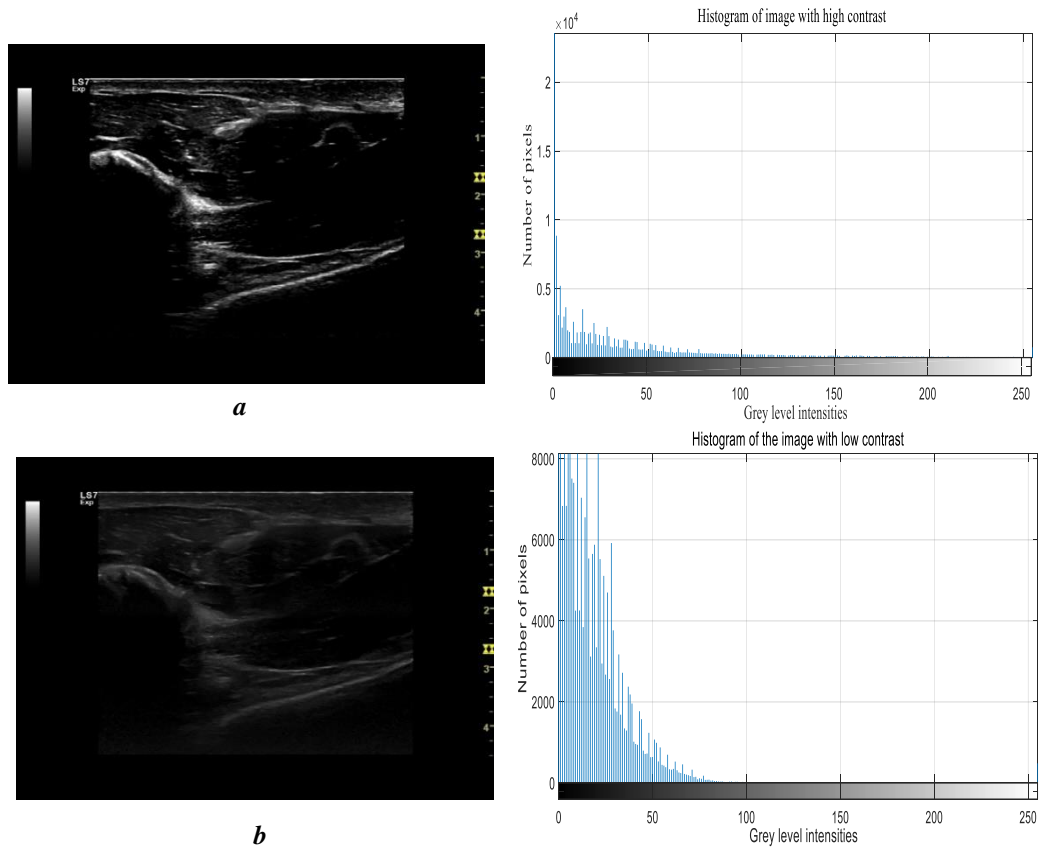 Histogram of image with high contrast
×10⁴
LS7
Exp
1
2
3
4
Number of pixels
2
1.5
1
0.5
0
0 50 100 150 200 250
Grey level intensities
a
Histogram of the image with low contrast
LS7
Exp
1
2
3
4
Number of pixels
8000
6000
4000
2000
0
0 50 100 150 200 250
Grey level intensities
b